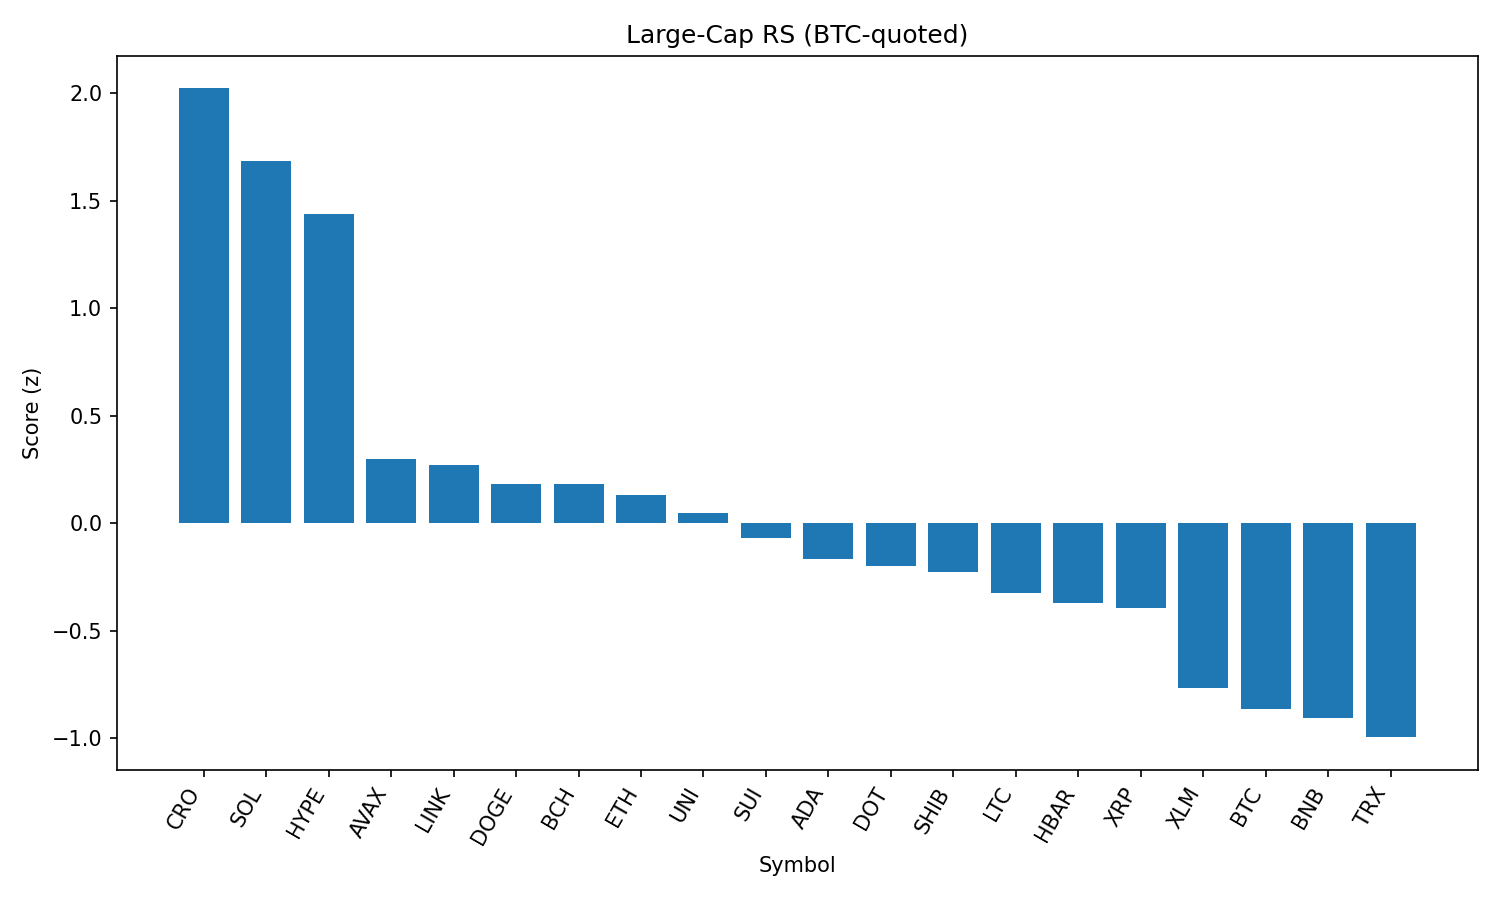 Large-Cap RS (BTC-quoted)
Score (z)
2.0
1.5
1.0
0.5
0.0
−0.5
−1.0
CRO
SOL
HYPE
AVAX
LINK
DOGE
BCH
ETH
UNI
SUI
ADA
DOT
SHIB
LTC
HBAR
XRP
XLM
BTC
BNB
TRX
Symbol